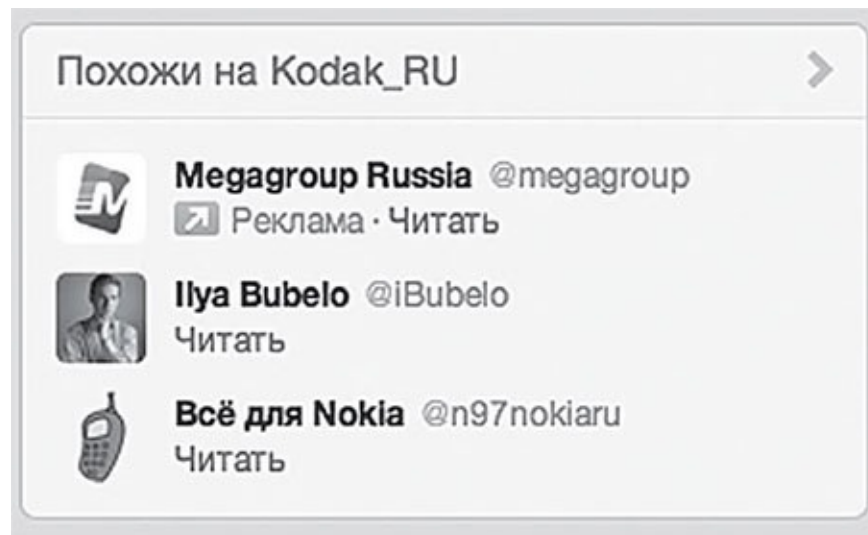 Похожи на Kodak_RU
Megagroup Russia @megagroup
Реклама · Читать
Ilya Bubelo @iBubelo
Читать
Всё для Nokia @n97nokiaru
Читать